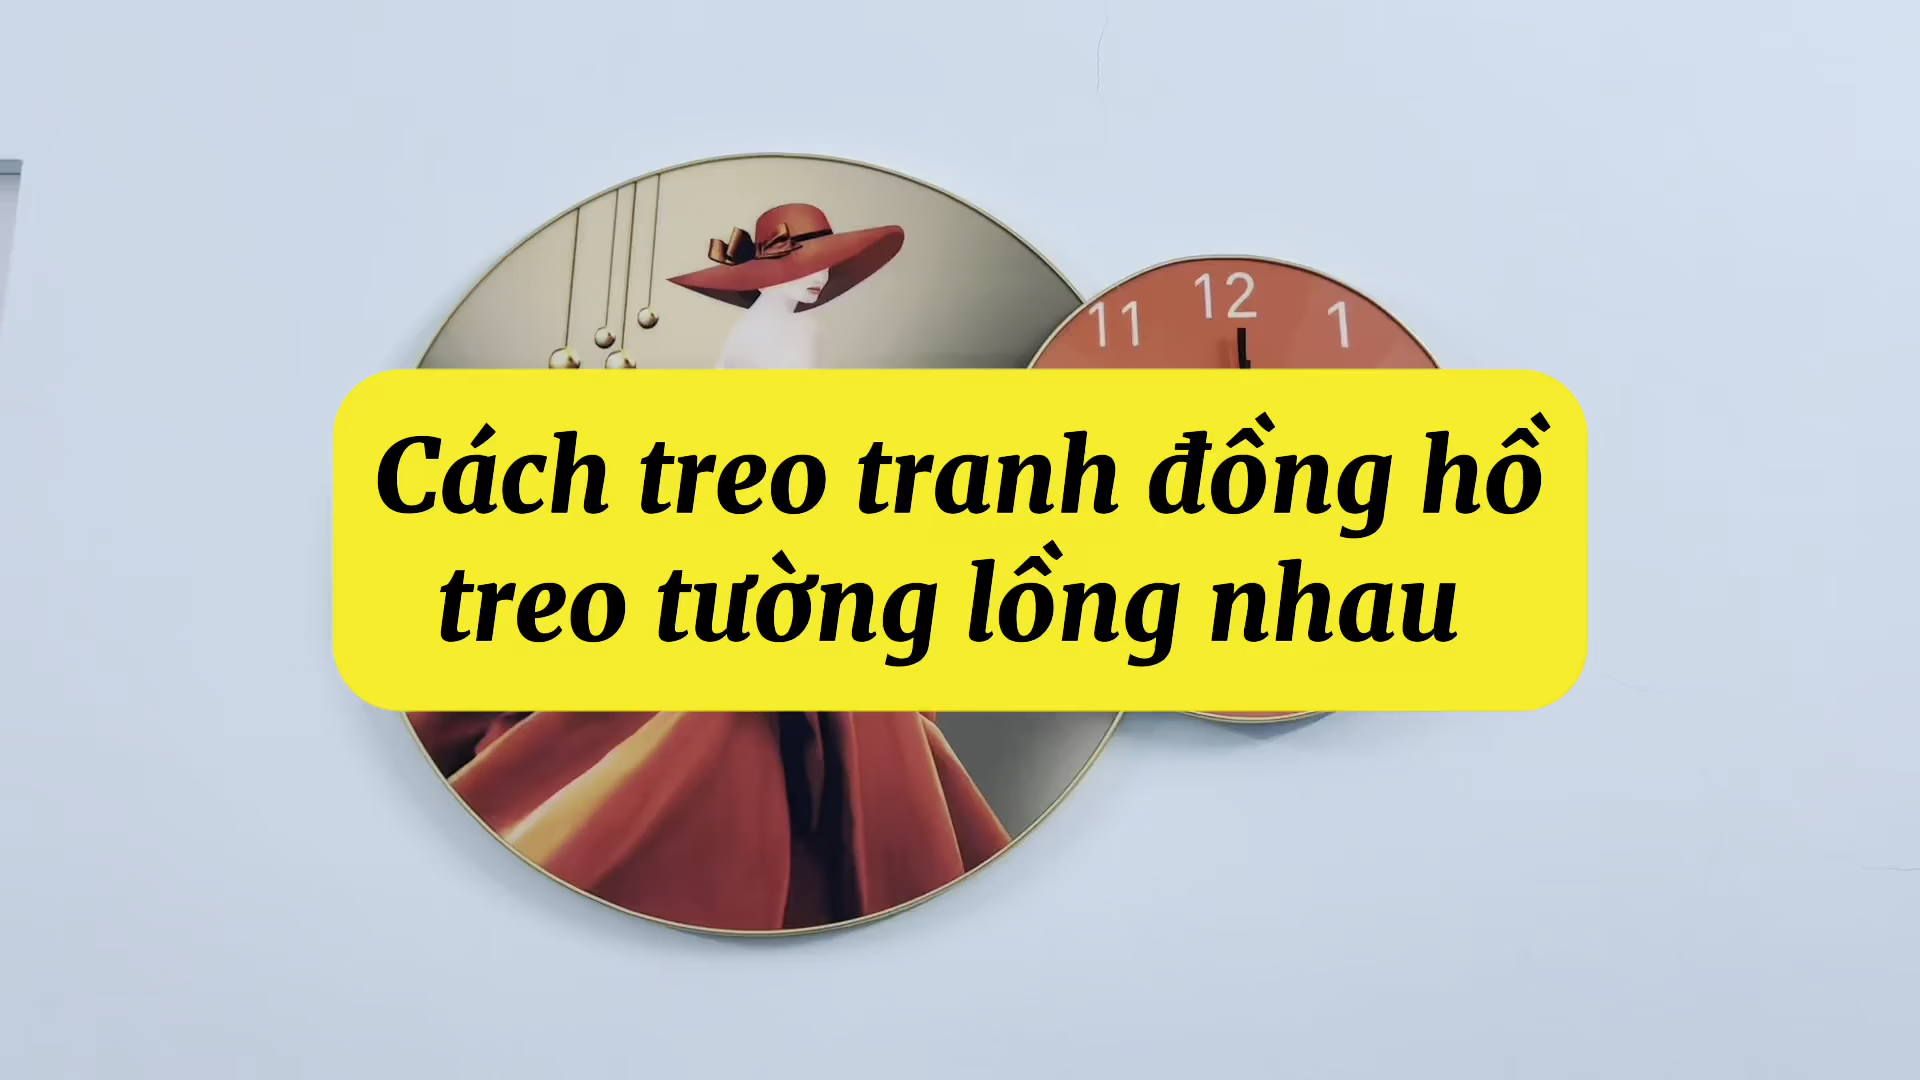 12
11
1
Cách treo tranh đồng hồ
treo tường lồng nhau